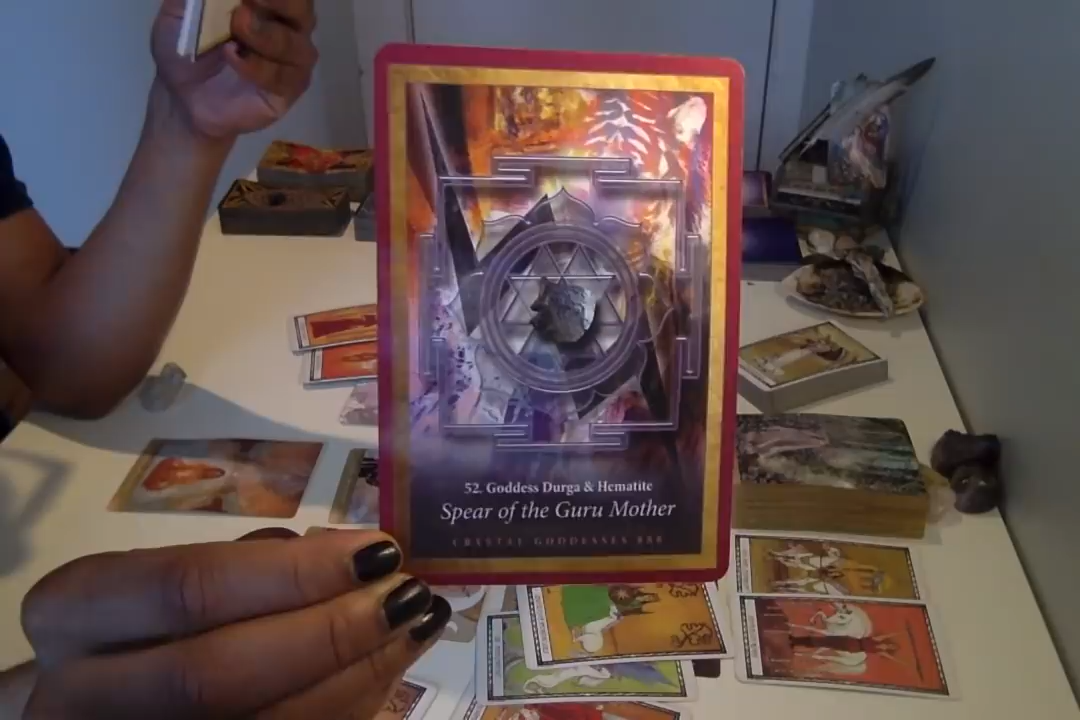 52. Goddess Durga & Hematite
Spear of the Guru Mother
CRYSTAL GODDESSES 888